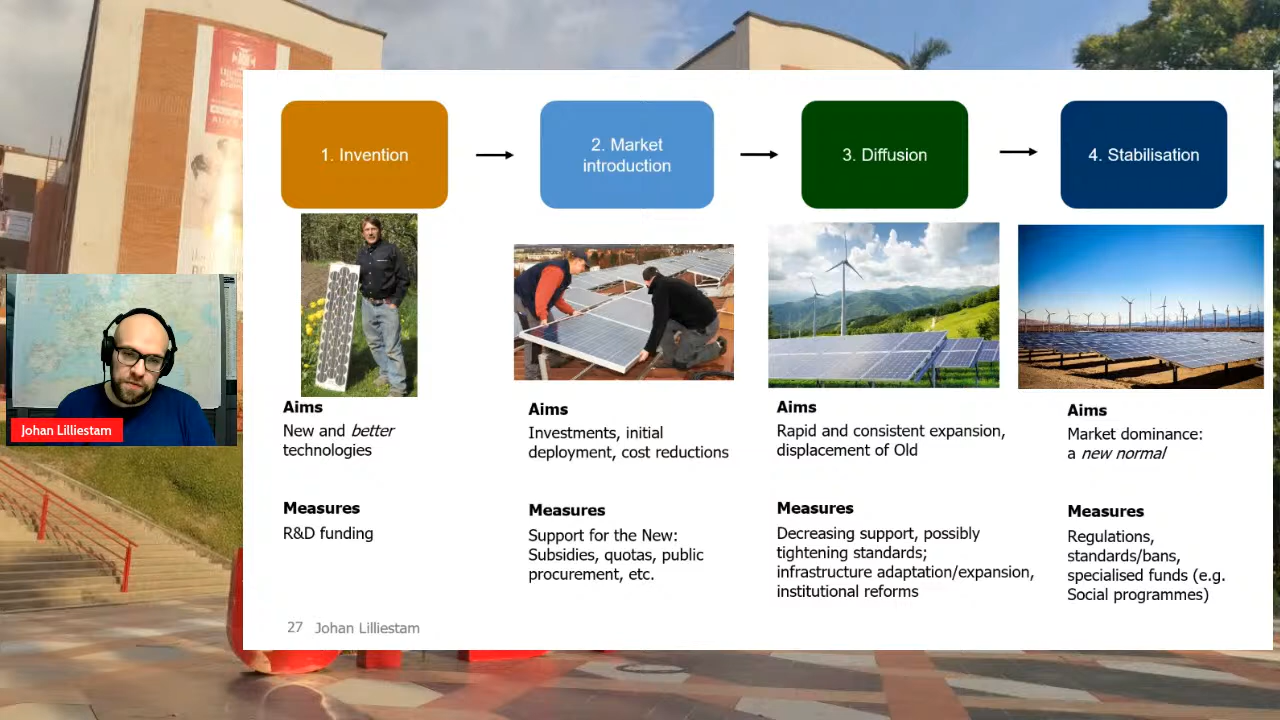 1. Invention
2. Market
introduction
3. Diffusion
4. Stabilisation
Aims
New and better
technologies
Measures
R&D funding
Aims
Investments, initial
deployment, cost reductions
Measures
Support for the New:
Subsidies, quotas, public
procurement, etc.
Aims
Rapid and consistent expansion,
displacement of Old
Measures
Decreasing support, possibly
tightening standards;
infrastructure adaptation/expansion,
institutional reforms
Aims
Market dominance:
a new normal
Measures
Regulations,
standards/bans,
specialised funds (e.g.
Social programmes)
27 Johan Lilliestam
Johan Lilliestam